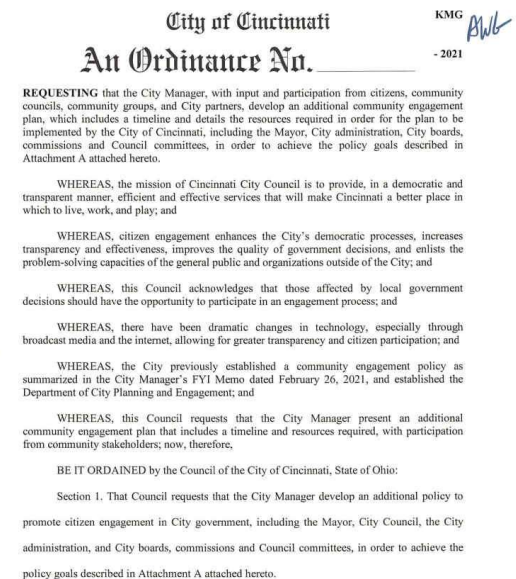 City of Cincinnati
KMG
AWG
An Ordinance No.____________ - 2021
REQUESTING that the City Manager, with input and participation from citizens, community
councils, community groups, and City partners, develop an additional community engagement
plan, which includes a timeline and details the resources required in order for the plan to be
implemented by the City of Cincinnati, including the Mayor, City administration, City boards,
commissions and Council committees, in order to achieve the policy goals described in
Attachment A attached hereto.
WHEREAS, the mission of Cincinnati City Council is to provide, in a democratic and
transparent manner, efficient and effective services that will make Cincinnati a better place in
which to live, work, and play; and
WHEREAS, citizen engagement enhances the City's democratic processes, increases
transparency and effectiveness, improves the quality of government decisions, and enlists the
problem-solving capacities of the general public and organizations outside of the City; and
WHEREAS, this Council acknowledges that those affected by local government
decisions should have the opportunity to participate in an engagement process; and
WHEREAS, there have been dramatic changes in technology, especially through
broadcast media and the internet, allowing for greater transparency and citizen participation; and
WHEREAS, the City previously established a community engagement policy as
summarized in the City Manager's FYI Memo dated February 26, 2021, and established the
Department of City Planning and Engagement; and
WHEREAS, this Council requests that the City Manager present an additional
community engagement plan that includes a timeline and resources required, with participation
from community stakeholders; now, therefore,
BE IT ORDAINED by the Council of the City of Cincinnati, State of Ohio:
Section 1. That Council requests that the City Manager develop an additional policy to
promote citizen engagement in City government, including the Mayor, City Council, the City
administration, and City boards, commissions and Council committees, in order to achieve the
policy goals described in Attachment A attached hereto.